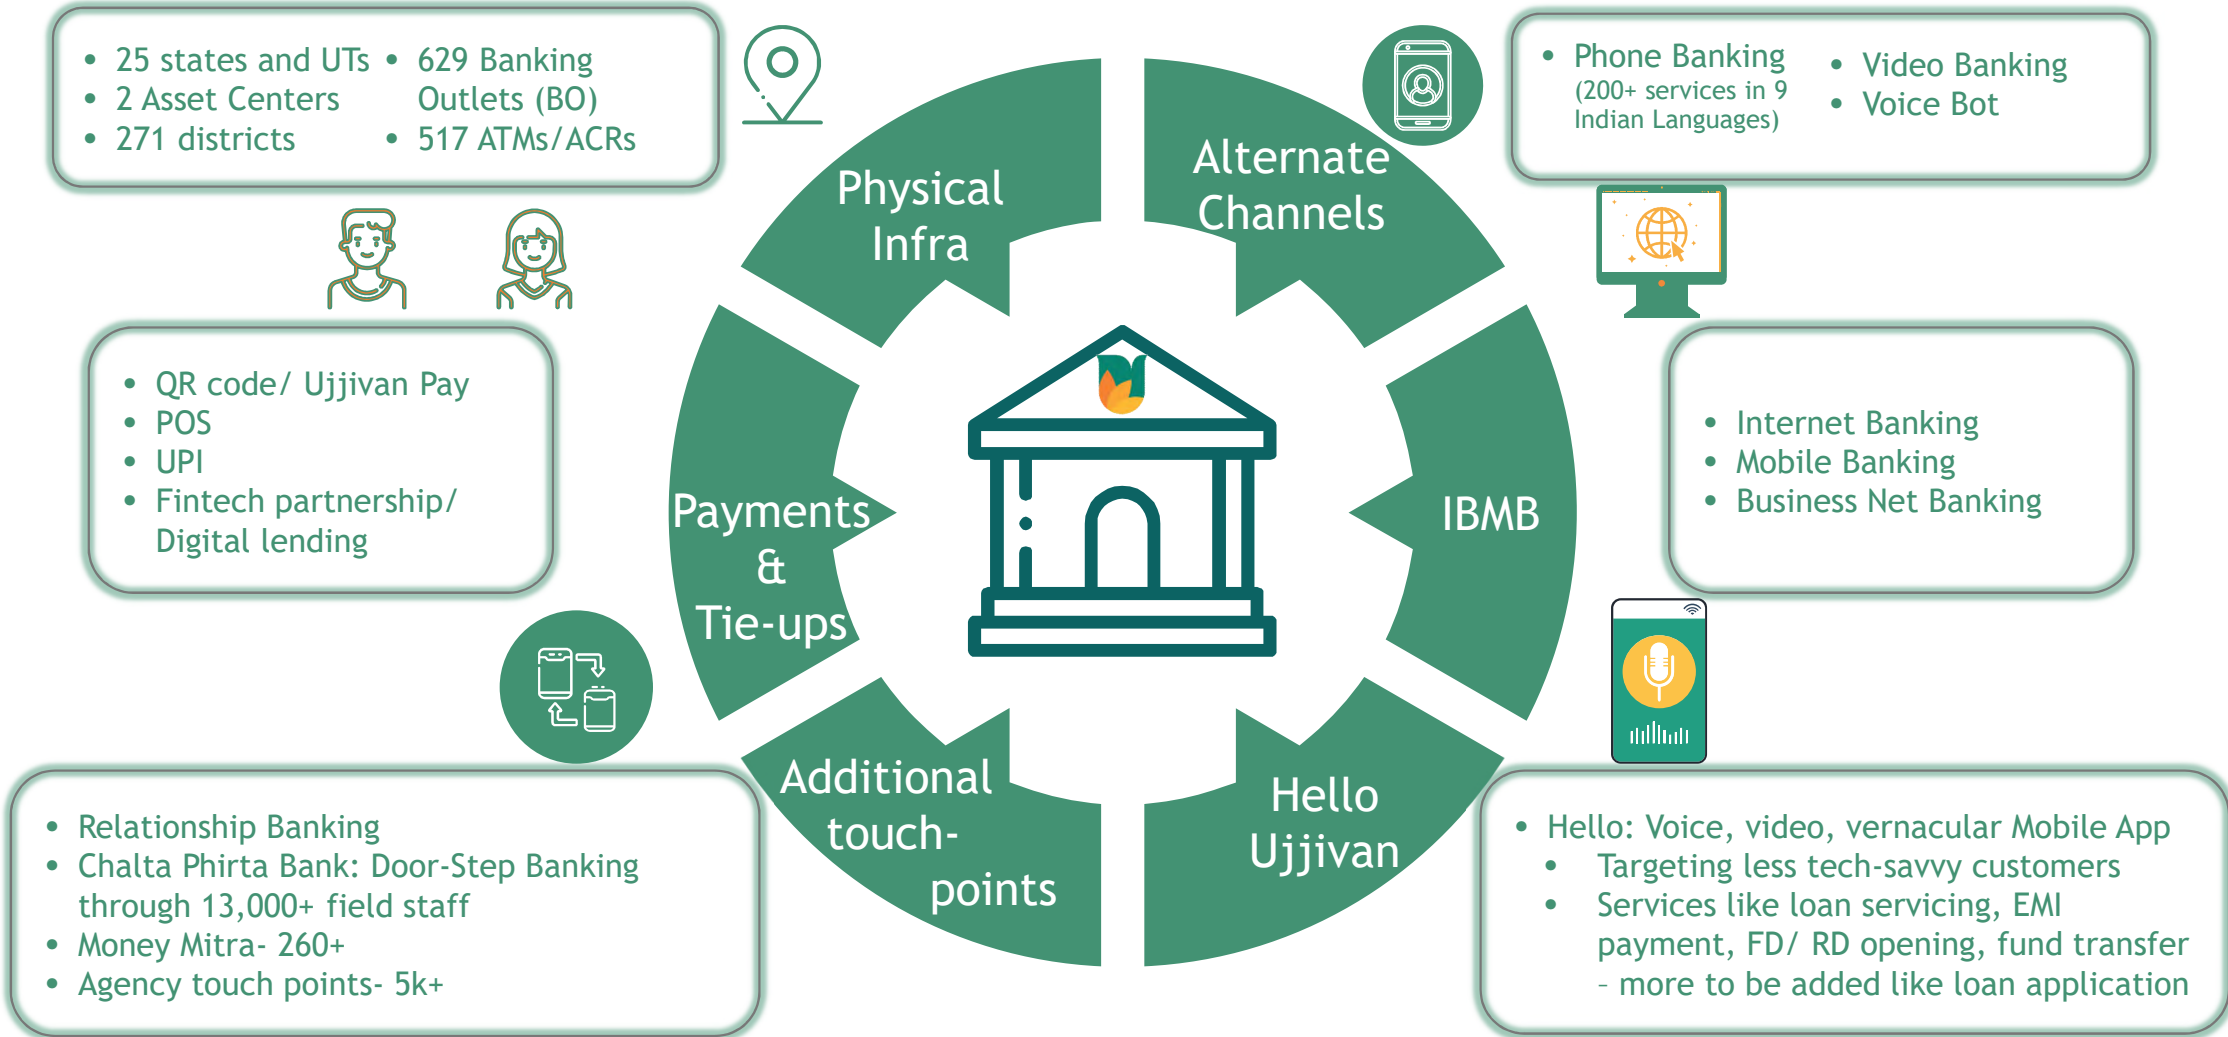 • 25 states and UTs
• 2 Asset Centers
• 271 districts
• 629 Banking
Outlets (BO)
• 517 ATMs/ACRs
Physical
Infra
Alternate
Channels
• Phone Banking
(200+ services in 9
Indian Languages)
• Video Banking
• Voice Bot
• QR code/ Ujjivan Pay
• POS
• UPI
• Fintech partnership/
Digital lending
Payments
&
Tie-ups
IBMB
• Internet Banking
• Mobile Banking
• Business Net Banking
• Relationship Banking
• Chalta Phirta Bank: Door-Step Banking
through 13,000+ field staff
• Money Mitra- 260+
• Agency touch points- 5k+
Additional
touch-
points
Hello
Ujjivan
• Hello: Voice, video, vernacular Mobile App
• Targeting less tech-savvy customers
• Services like loan servicing, EMI
payment, FD/ RD opening, fund transfer
– more to be added like loan application